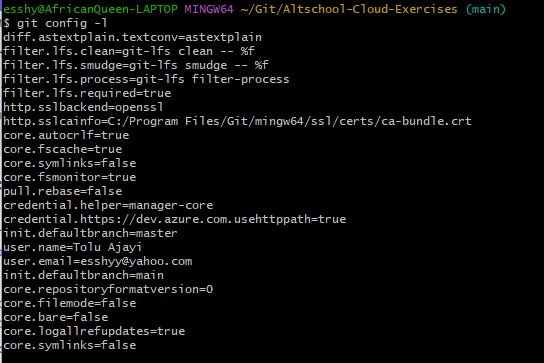 esshy@AfricanQueen-LAPTOP MINGW64 ~/Git/Altschool-Cloud-Exercises (main)
$ git config -l
diff.astextplain.textconv=astextplain
filter.lfs.clean=git-lfs clean -- %f
filter.lfs.smudge=git-lfs smudge -- %f
filter.lfs.process=git-lfs filter-process
filter.lfs.required=true
http.sslbackend=openssl
http.sslcainfo=C:/Program Files/Git/mingw64/ssl/certs/ca-bundle.crt
core.autocrlf=true
core.fscache=true
core.symlinks=false
core.fsmonitor=true
pull.rebase=false
credential.helper=manager-core
credential.https://dev.azure.com.usehttppath=true
init.defaultbranch=master
user.name=Tolu Ajayi
user.email=esshyy@yahoo.com
init.defaultbranch=main
core.repositoryformatversion=0
core.filemode=false
core.bare=false
core.logallrefupdates=true
core.symlinks=false